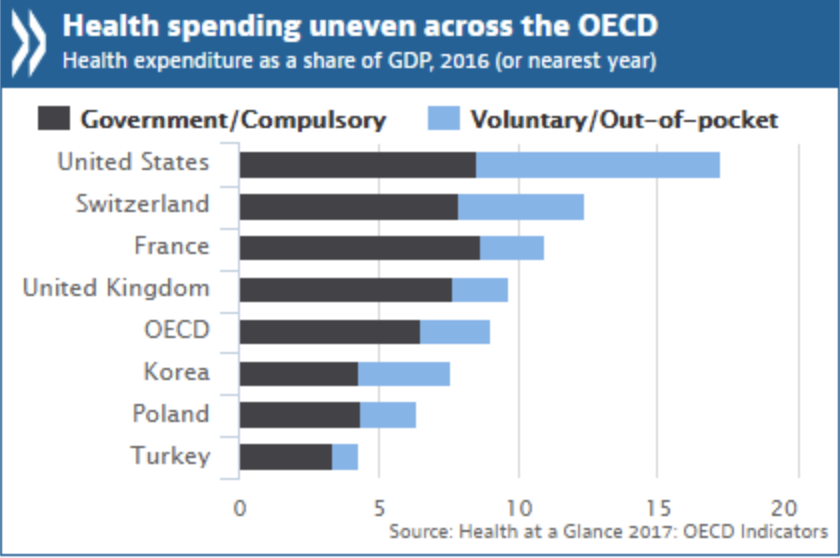 Health spending uneven across the OECD
Health expenditure as a share of GDP, 2016 (or nearest year)
Government/Compulsory Voluntary/Out-of-pocket
United States
Switzerland
France
United Kingdom
OECD
Korea
Poland
Turkey
0 5 10 15 20
Source: Health at a Glance 2017: OECD Indicators